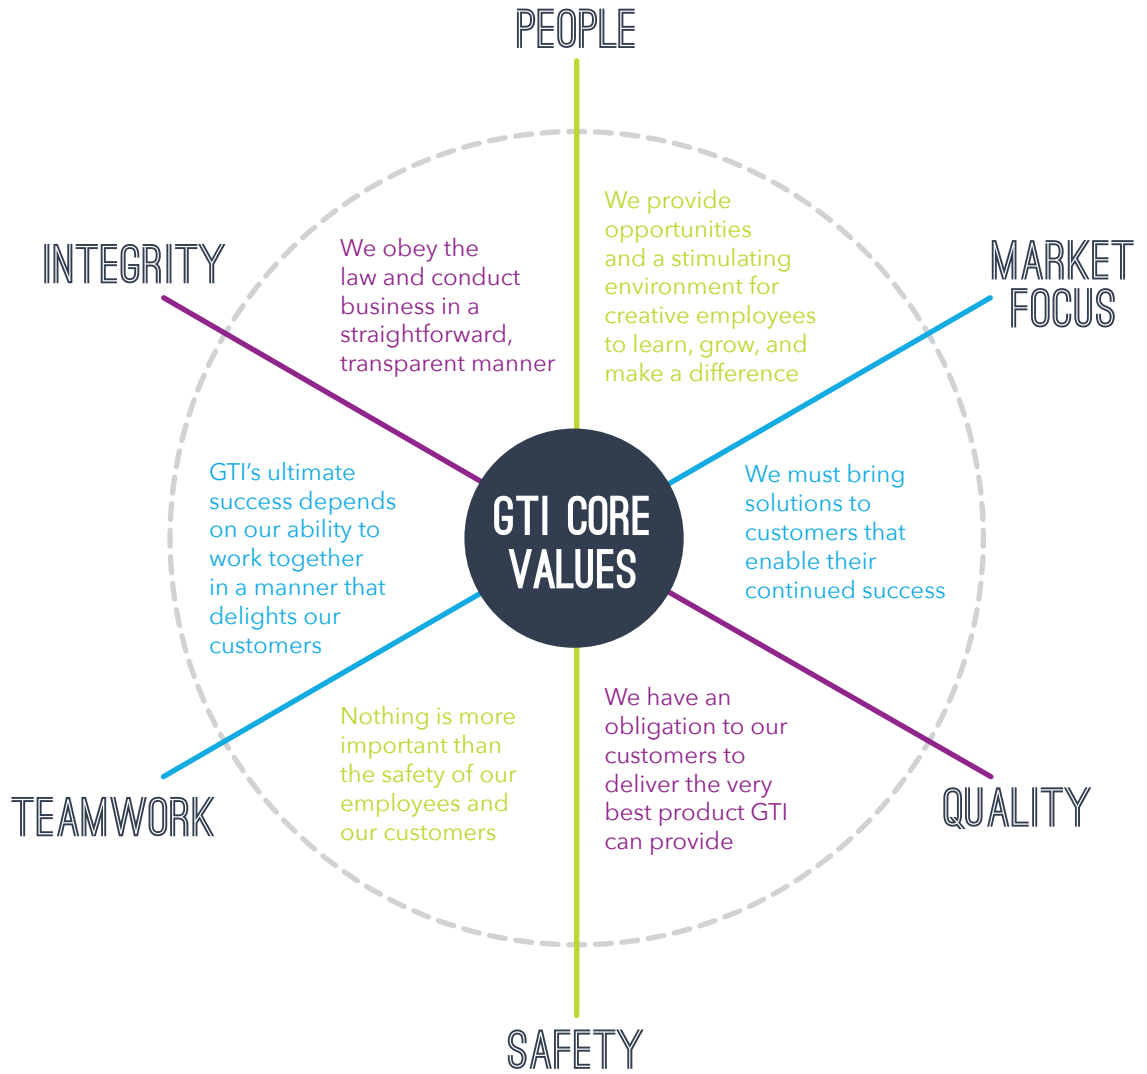 PEOPLE
We provide
opportunities
and a stimulating
environment for
creative employees
to learn, grow, and
make a difference
MARKET
FOCUS
We must bring
solutions to
customers that
enable their
continued success
QUALITY
We have an
obligation to our
customers to
deliver the very
best product GTI
can provide
SAFETY
Nothing is more
important than
the safety of our
employees and
our customers
TEAMWORK
GTI’s ultimate
success depends
on our ability to
work together
in a manner that
delights our
customers
INTEGRITY
We obey the
law and conduct
business in a
straightforward,
transparent manner
GTI CORE
VALUES